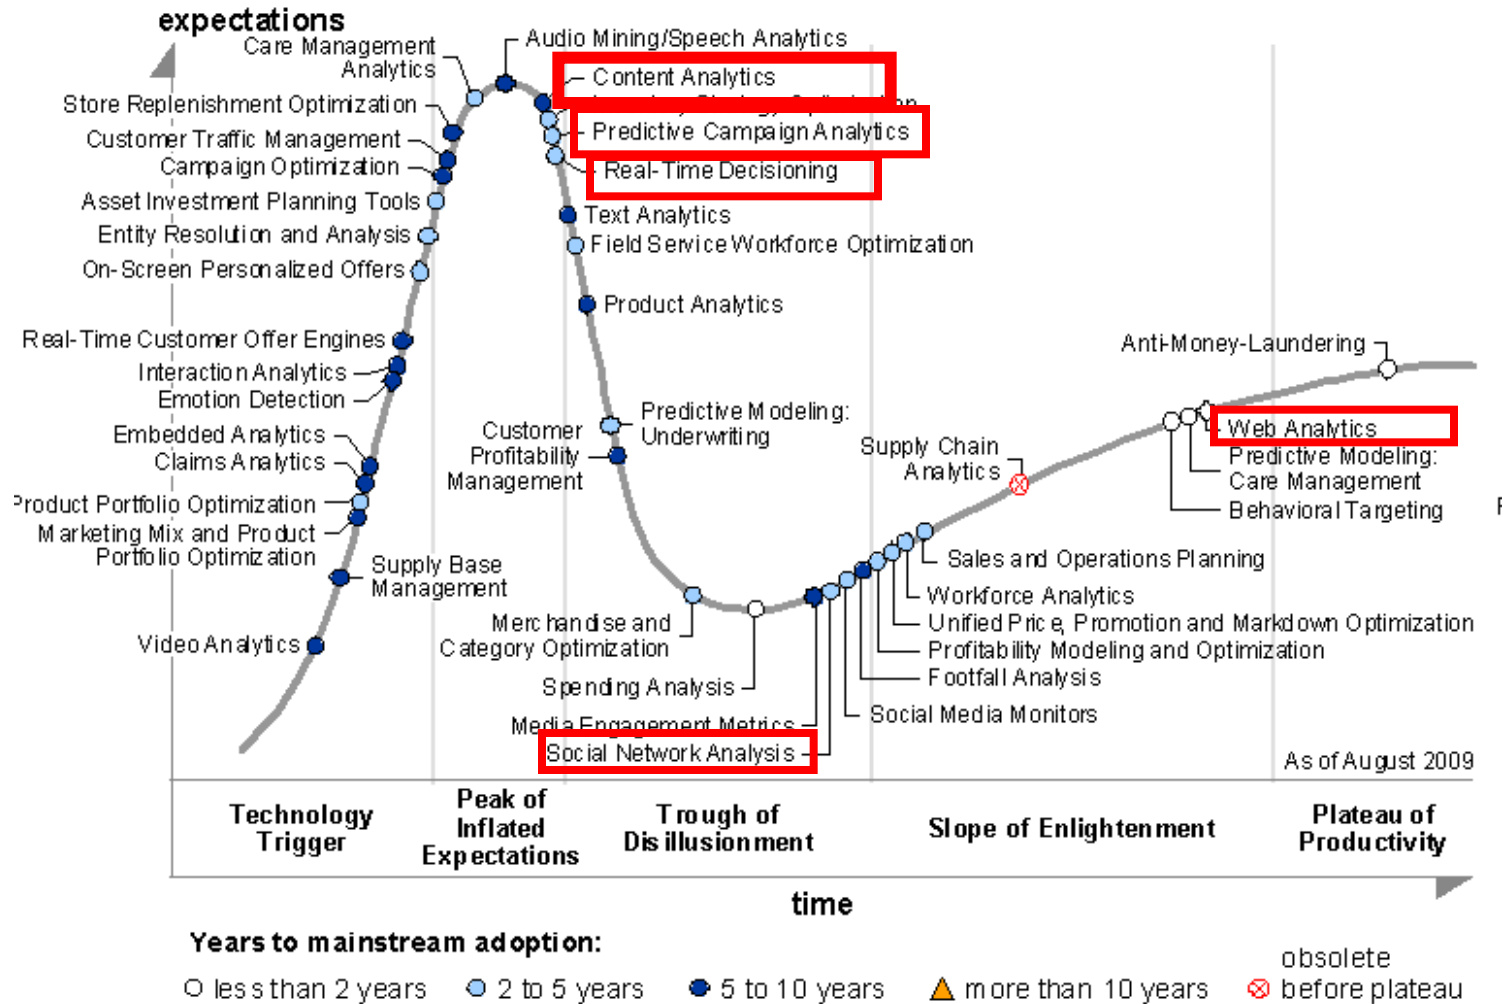 expectations
Care Management
Analytics
Audio Mining/Speech Analytics
Content Analytics
Store Replenishment Optimization
Predictive Campaign Analytics
Customer Traffic Management
Campaign Optimization
Real-Time Decisioning
Asset Investment Planning Tools
Text Analytics
Entity Resolution and Analysis
Field Service Workforce Optimization
On-Screen Personalized Offers
Product Analytics
Real-Time Customer Offer Engines
Interaction Analytics
Emotion Detection
Anti-Money-Laundering
Predictive Modeling:
Underwriting
Customer
Profitability
Management
Embedded Analytics
Claims Analytics
Product Portfolio Optimization
Marketing Mix and Product
Portfolio Optimization
Supply Chain
Analytics
Web Analytics
Predictive Modeling:
Care Management
Behavioral Targeting
Supply Base
Management
Video Analytics
Merchandise and
Category Optimization
Spending Analysis
Media Engagement Metrics
Social Network Analysis
Sales and Operations Planning
Workforce Analytics
Unified Price, Promotion and Markdown Optimization
Profitability Modeling and Optimization
Footfall Analysis
Social Media Monitors
As of August 2009
Technology
Trigger
Peak of
Inflated
Expectations
Trough of
Disillusionment
Slope of Enlightenment
Plateau of
Productivity
time
Years to mainstream adoption:
less than 2 years
2 to 5 years
5 to 10 years
more than 10 years
obsolete
before plateau